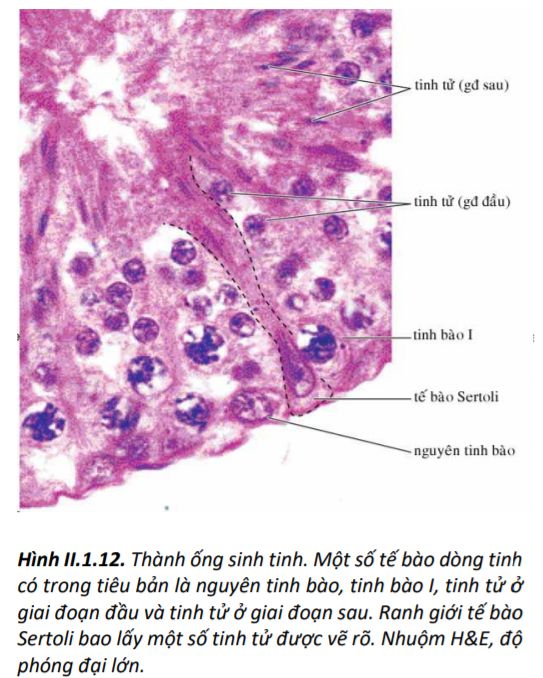 tinh tử (gđ sau)
tinh tử (gđ đầu)
tinh bào I
tế bào Sertoli
nguyên tinh bào
Hình II.1.12. Thành ống sinh tinh. Một số tế bào dòng tinh
có trong tiêu bản là nguyên tinh bào, tinh bào I, tinh tử ở
giai đoạn đầu và tinh tử ở giai đoạn sau. Ranh giới tế bào
Sertoli bao lấy một số tinh tử được vẽ rõ. Nhuộm H&E, độ
phóng đại lớn.